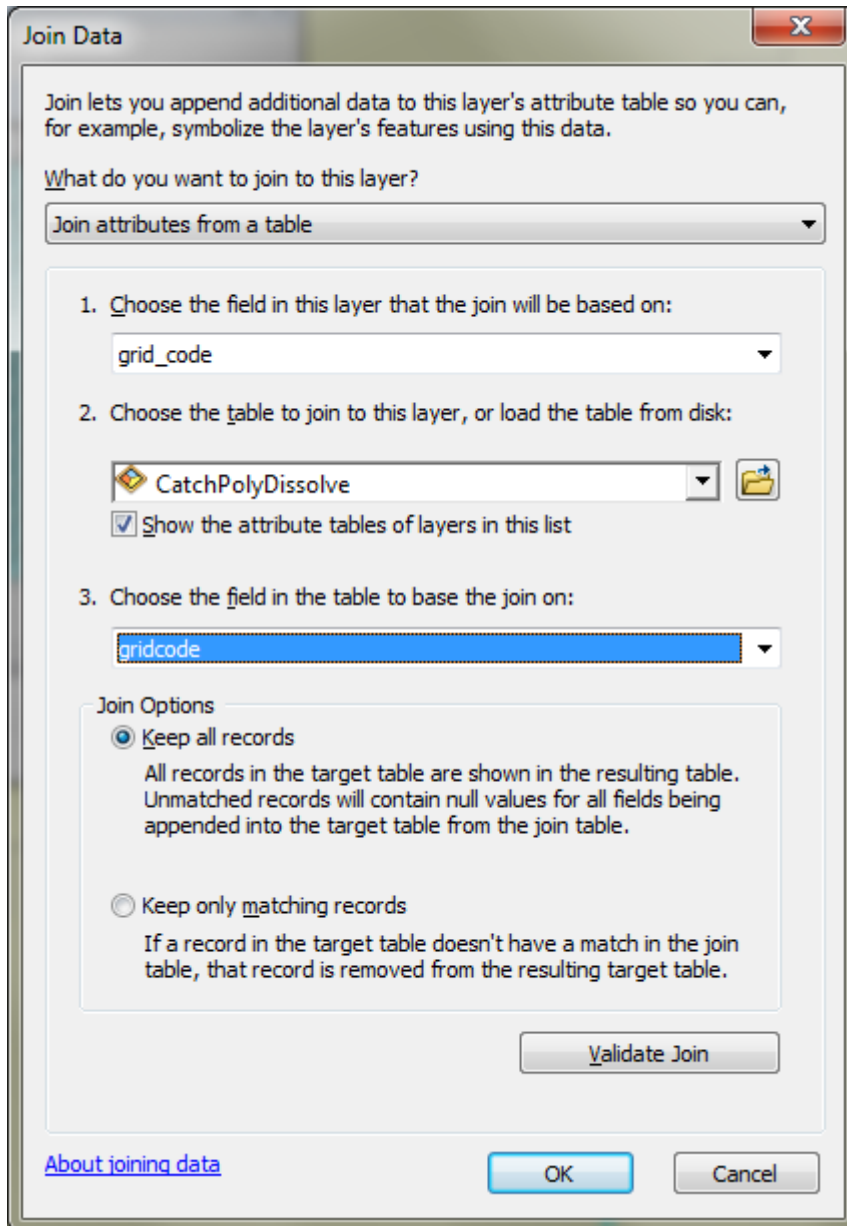 Join Data
Join lets you append additional data to this layer's attribute table so you can,
for example, symbolize the layer's features using this data.
What do you want to join to this layer?
Join attributes from a table
1. Choose the field in this layer that the join will be based on:
grid_code
2. Choose the table to join to this layer, or load the table from disk:
CatchPolyDissolve
Show the attribute tables of layers in this list
3. Choose the field in the table to base the join on:
gridcode
Join Options
Keep all records
All records in the target table are shown in the resulting table.
Unmatched records will contain null values for all fields being
appended into the target table from the join table.
Keep only matching records
If a record in the target table doesn't have a match in the join
table, that record is removed from the resulting target table.
Validate Join
About joining data
OK
Cancel